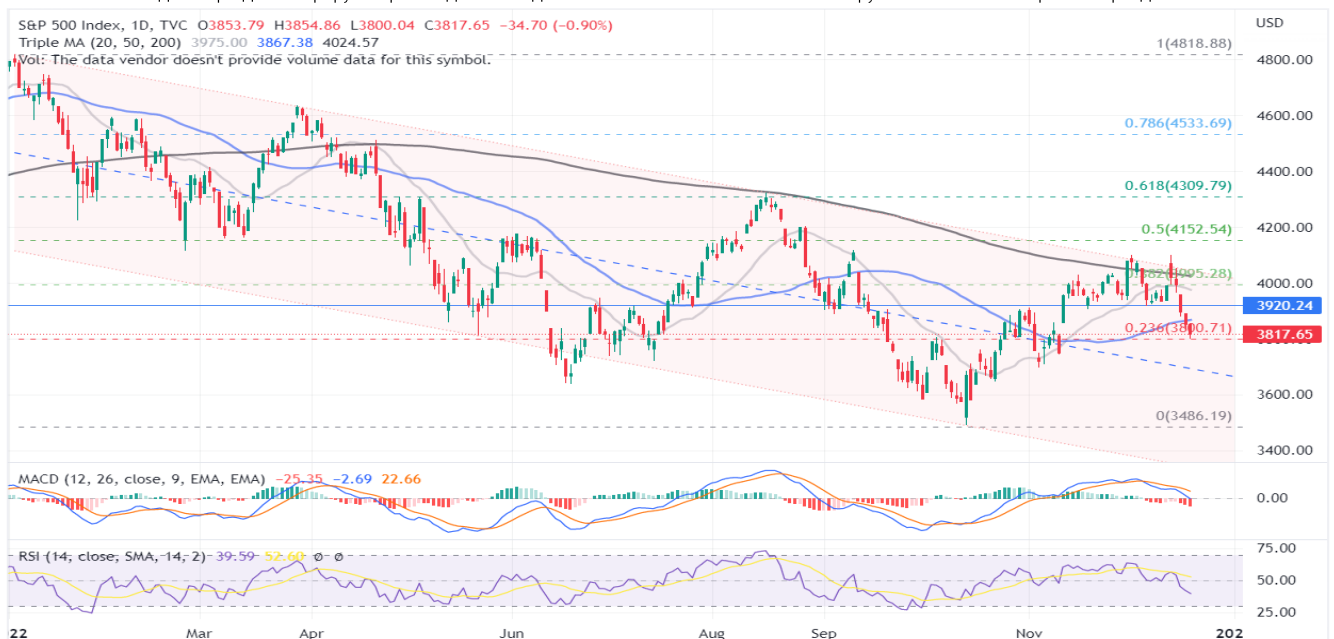 S&P 500 Index, 1D, TVC O3853.79 H3854.86 L3800.04 C3817.65 −34.70 (−0.90%)
USD
Triple MA (20, 50, 200) 3975.00 3867.38 4024.57
1(4818.88)
Vol: The data vendor doesn't provide volume data for this symbol.
4800.00
4600.00
0.786(4533.69)
4400.00
0.618(4309.79)
4200.00
0.5(4152.54)
0.382(3995.28)
4000.00
3920.24
0.236(3800.71)
3817.65
3600.00
0(3486.19)
3400.00
MACD (12, 26, close, 9, EMA, EMA) −25.35 −2.69 22.66
0.00
RSI (14, close, SMA, 14, 2) 39.59 52.60 ø ø
75.00
50.00
25.00
22 Mar Apr Jun Aug Sep Nov 202